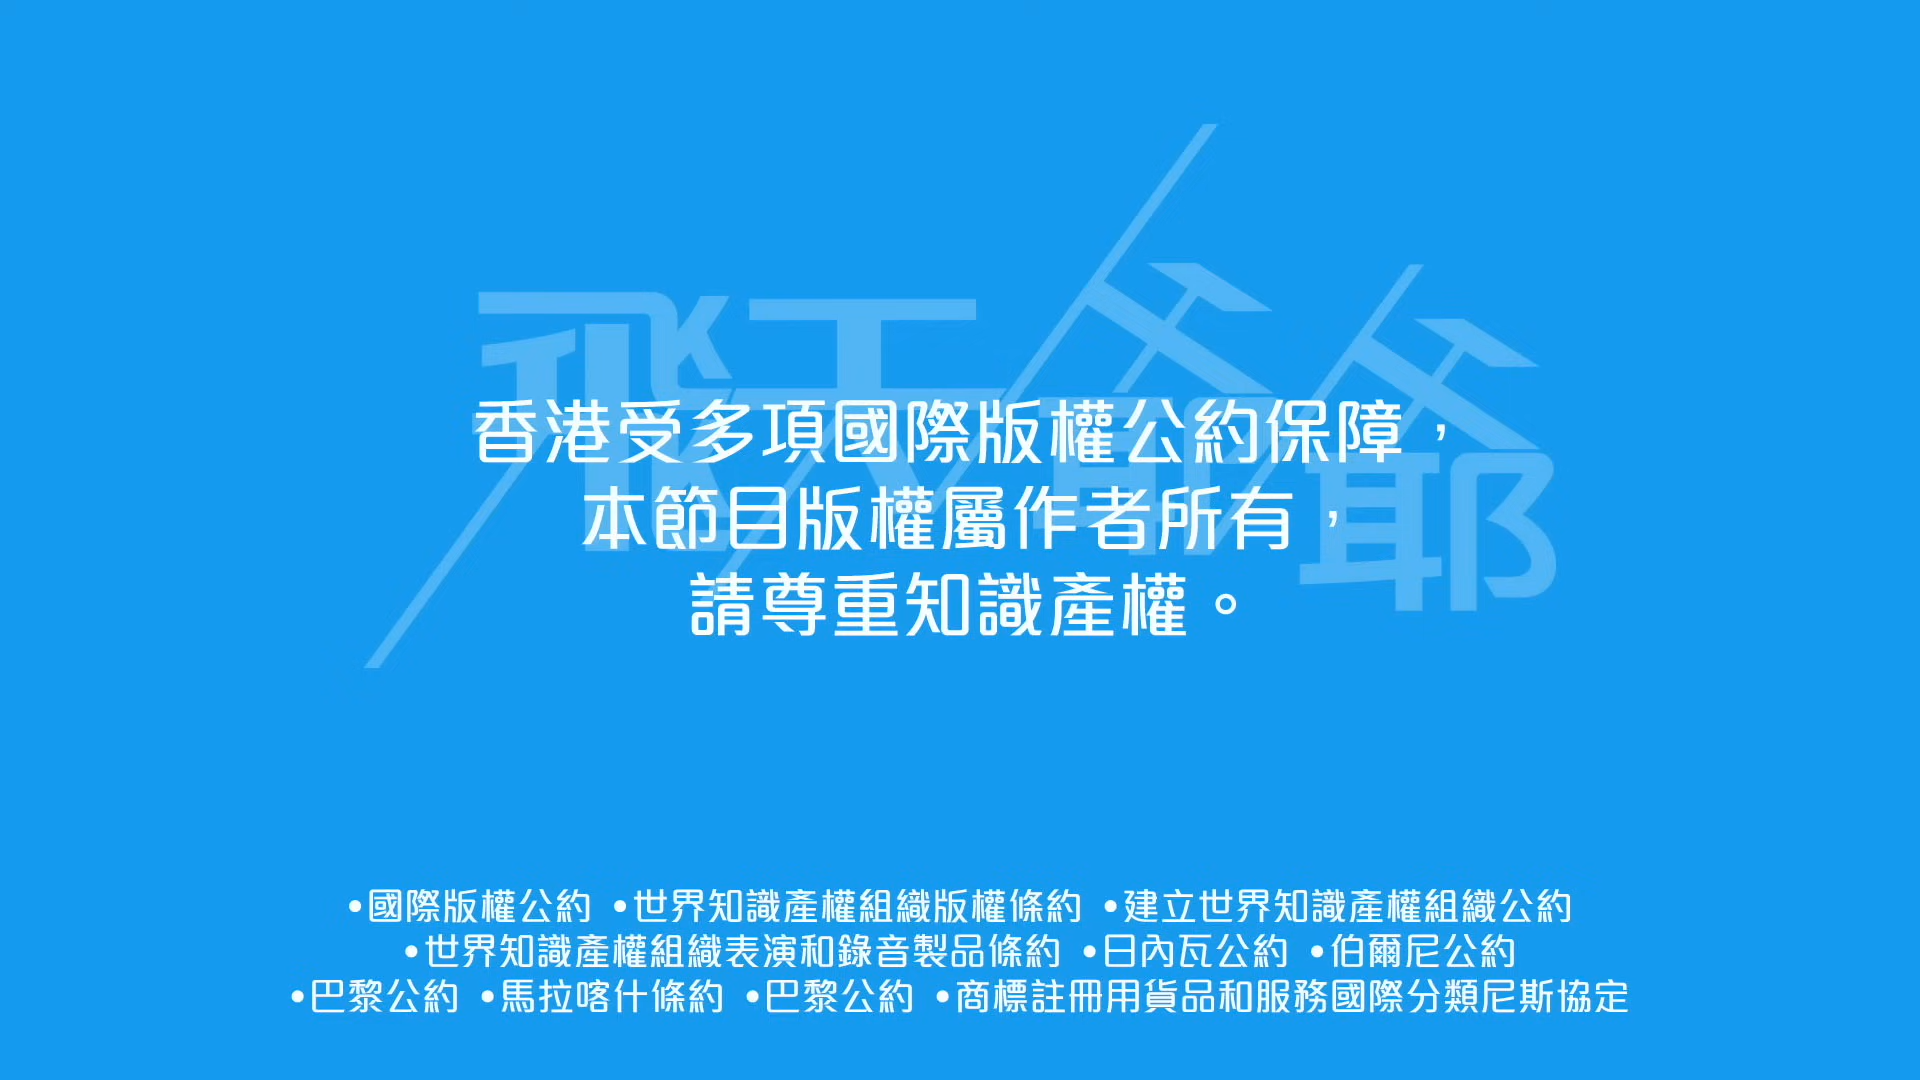 飛天爺爺
香港受多項國際版權公約保障，
本節目版權屬作者所有，
請尊重知識產權。
•國際版權公約 •世界知識產權組織版權條約 •建立世界知識產權組織公約
•世界知識產權組織表演和錄音製品條約 •日內瓦公約 •伯爾尼公約
•巴黎公約 •馬拉喀什條約 •巴黎公約 •商標註冊用貨品和服務國際分類尼斯協定